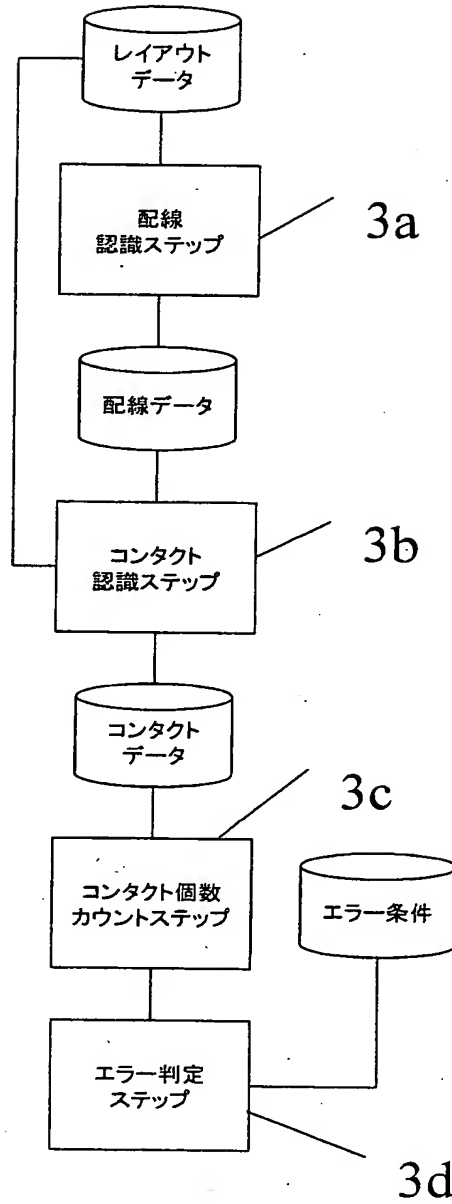 レイアウト
データ
配線
認識ステップ
3a
配線データ
コンタクト
認識ステップ
3b
コンタクト
データ
3c
コンタクト個数
カウントステップ
エラー条件
エラー判定
ステップ
3d